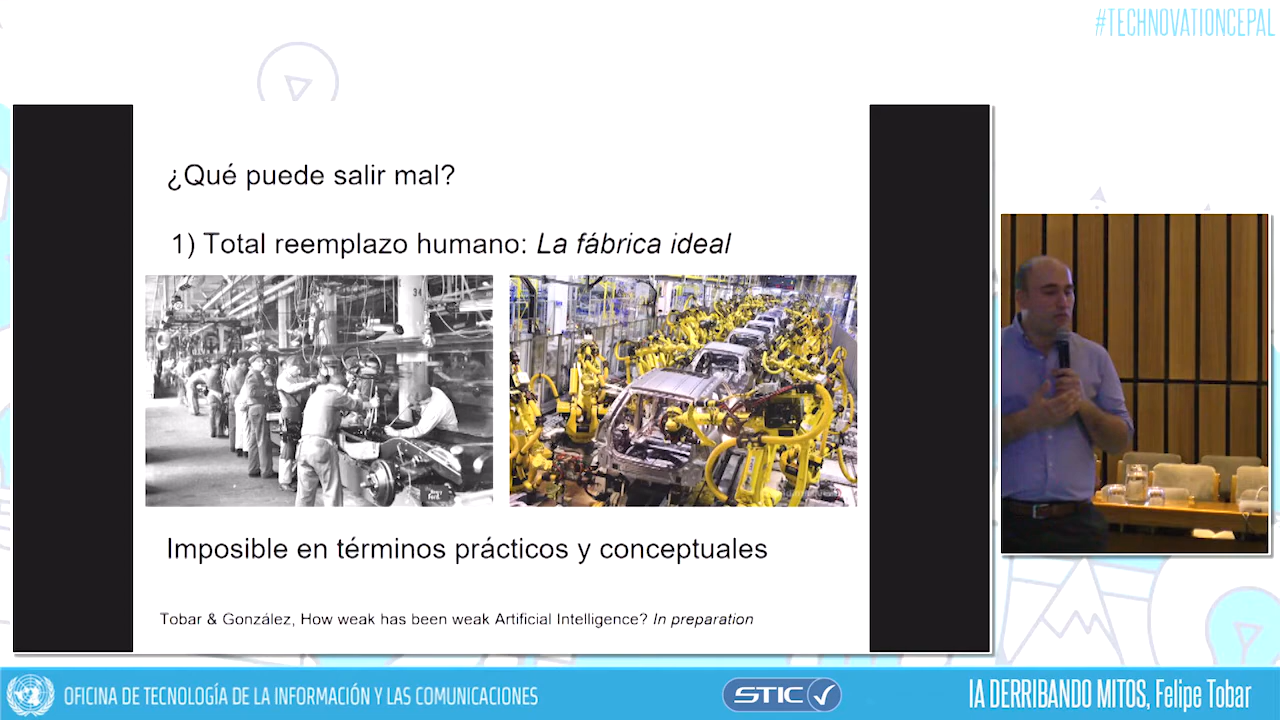 #TECHNOVATIONCEPAL
¿Qué puede salir mal?
1) Total reemplazo humano: La fábrica ideal
34
Imposible en términos prácticos y conceptuales
Tobar & González, How weak has been weak Artificial Intelligence? In preparation
OFICINA DE TECNOLOGÍA DE LA INFORMACIÓN Y LAS COMUNICACIONES
STIC
IA DERRIBANDO MITOS, Felipe Tobar